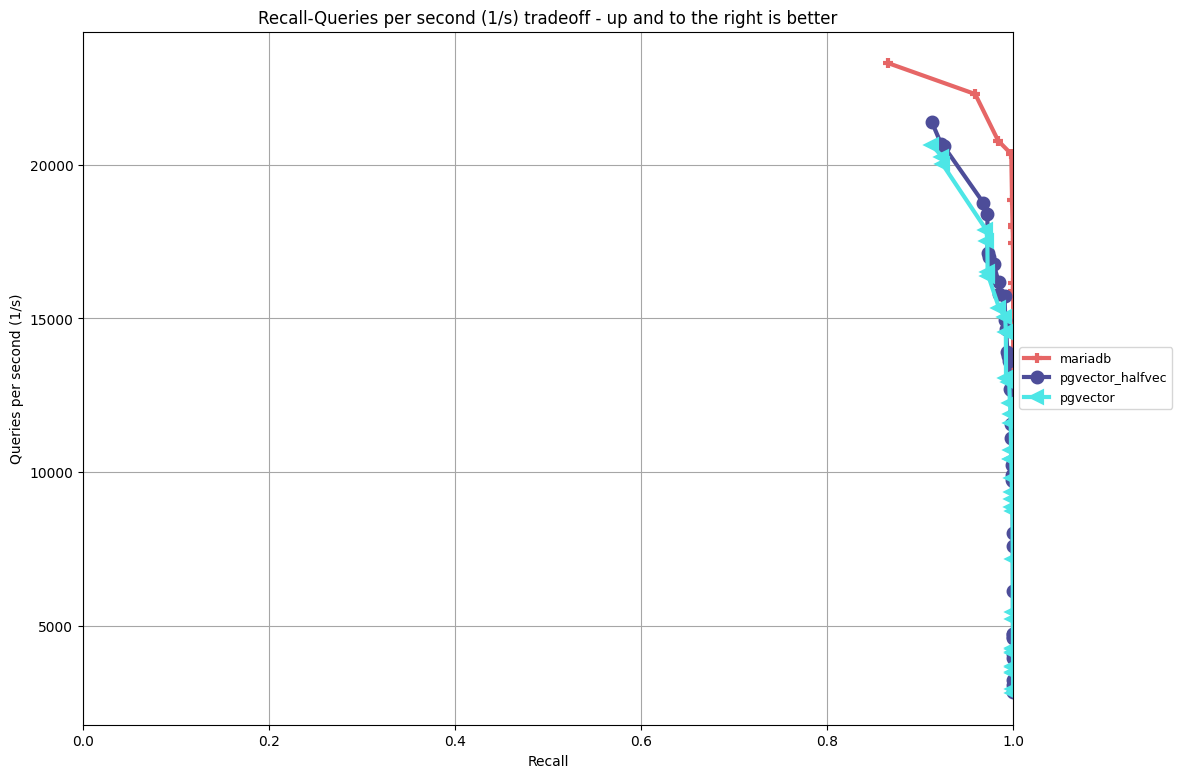 Recall-Queries per second (1/s) tradeoff - up and to the right is better
Queries per second (1/s)
20000
15000
10000
5000
0.0
0.2
0.4
0.6
0.8
1.0
Recall
mariadb
pgvector_halfvec
pgvector